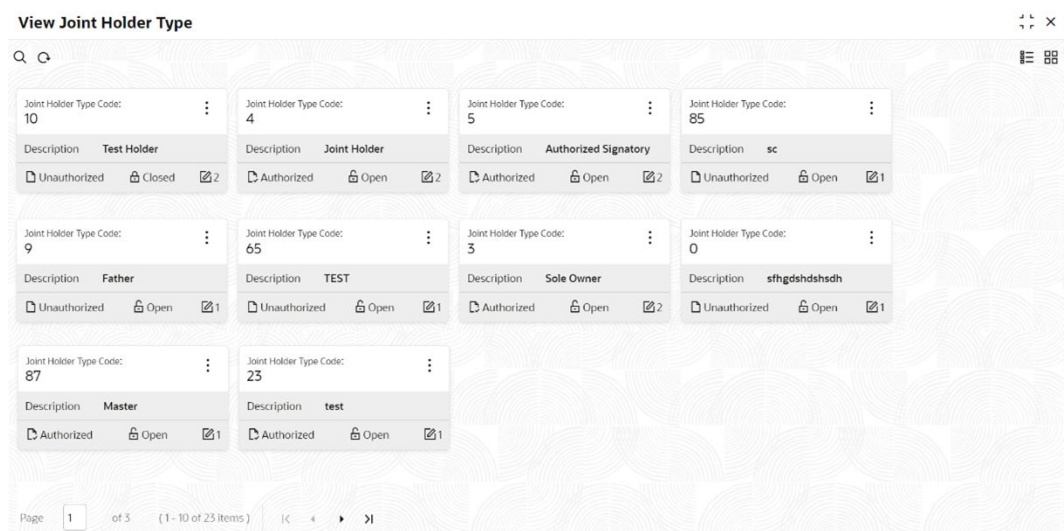 View Joint Holder Type
Joint Holder Type Code:
10
Description Test Holder
Unauthorized Closed 2
Joint Holder Type Code:
4
Description Joint Holder
Authorized Open 2
Joint Holder Type Code:
5
Description Authorized Signatory
Authorized Open 2
Joint Holder Type Code:
85
Description sc
Unauthorized Open 1
Joint Holder Type Code:
9
Description Father
Unauthorized Open 1
Joint Holder Type Code:
65
Description TEST
Unauthorized Open 1
Joint Holder Type Code:
3
Description Sole Owner
Authorized Open 2
Joint Holder Type Code:
0
Description sfhgdshdshsdh
Unauthorized Open 1
Joint Holder Type Code:
87
Description Master
Authorized Open 1
Joint Holder Type Code:
23
Description test
Authorized Open 1
Page 1 of 3 (1-10 of 23 items)